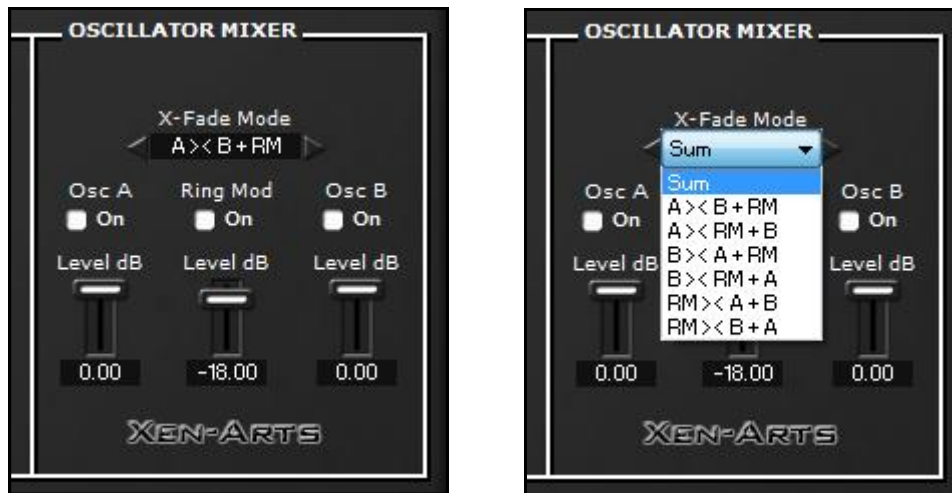 OSCILLATOR MIXER
X-Fade Mode
A >< B + RM
Osc A Ring Mod Osc B
On On On
Level dB Level dB Level dB
0.00 -18.00 0.00
XEN-ARTS
OSCILLATOR MIXER
X-Fade Mode
Sum
Sum
A >< B + RM
A >< RM + B
B >< A + RM
B >< RM + A
RM >< A + B
RM >< B + A
Osc A Osc B
On On
Level dB Level dB
0.00 -18.00 0.00
XEN-ARTS